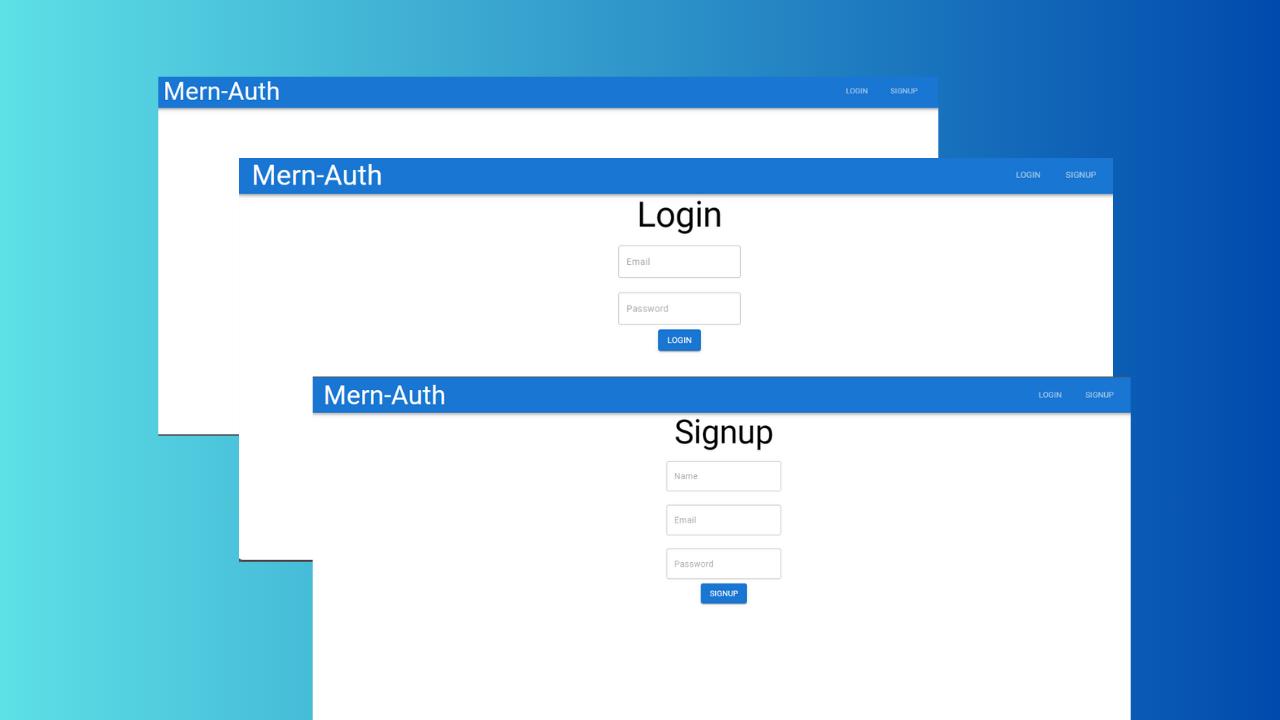 Mern-Auth LOGIN SIGNUP
Mern-Auth LOGIN SIGNUP
Login
Email
Password
LOGIN
Mern-Auth LOGIN SIGNUP
Signup
Name
Email
Password
SIGNUP